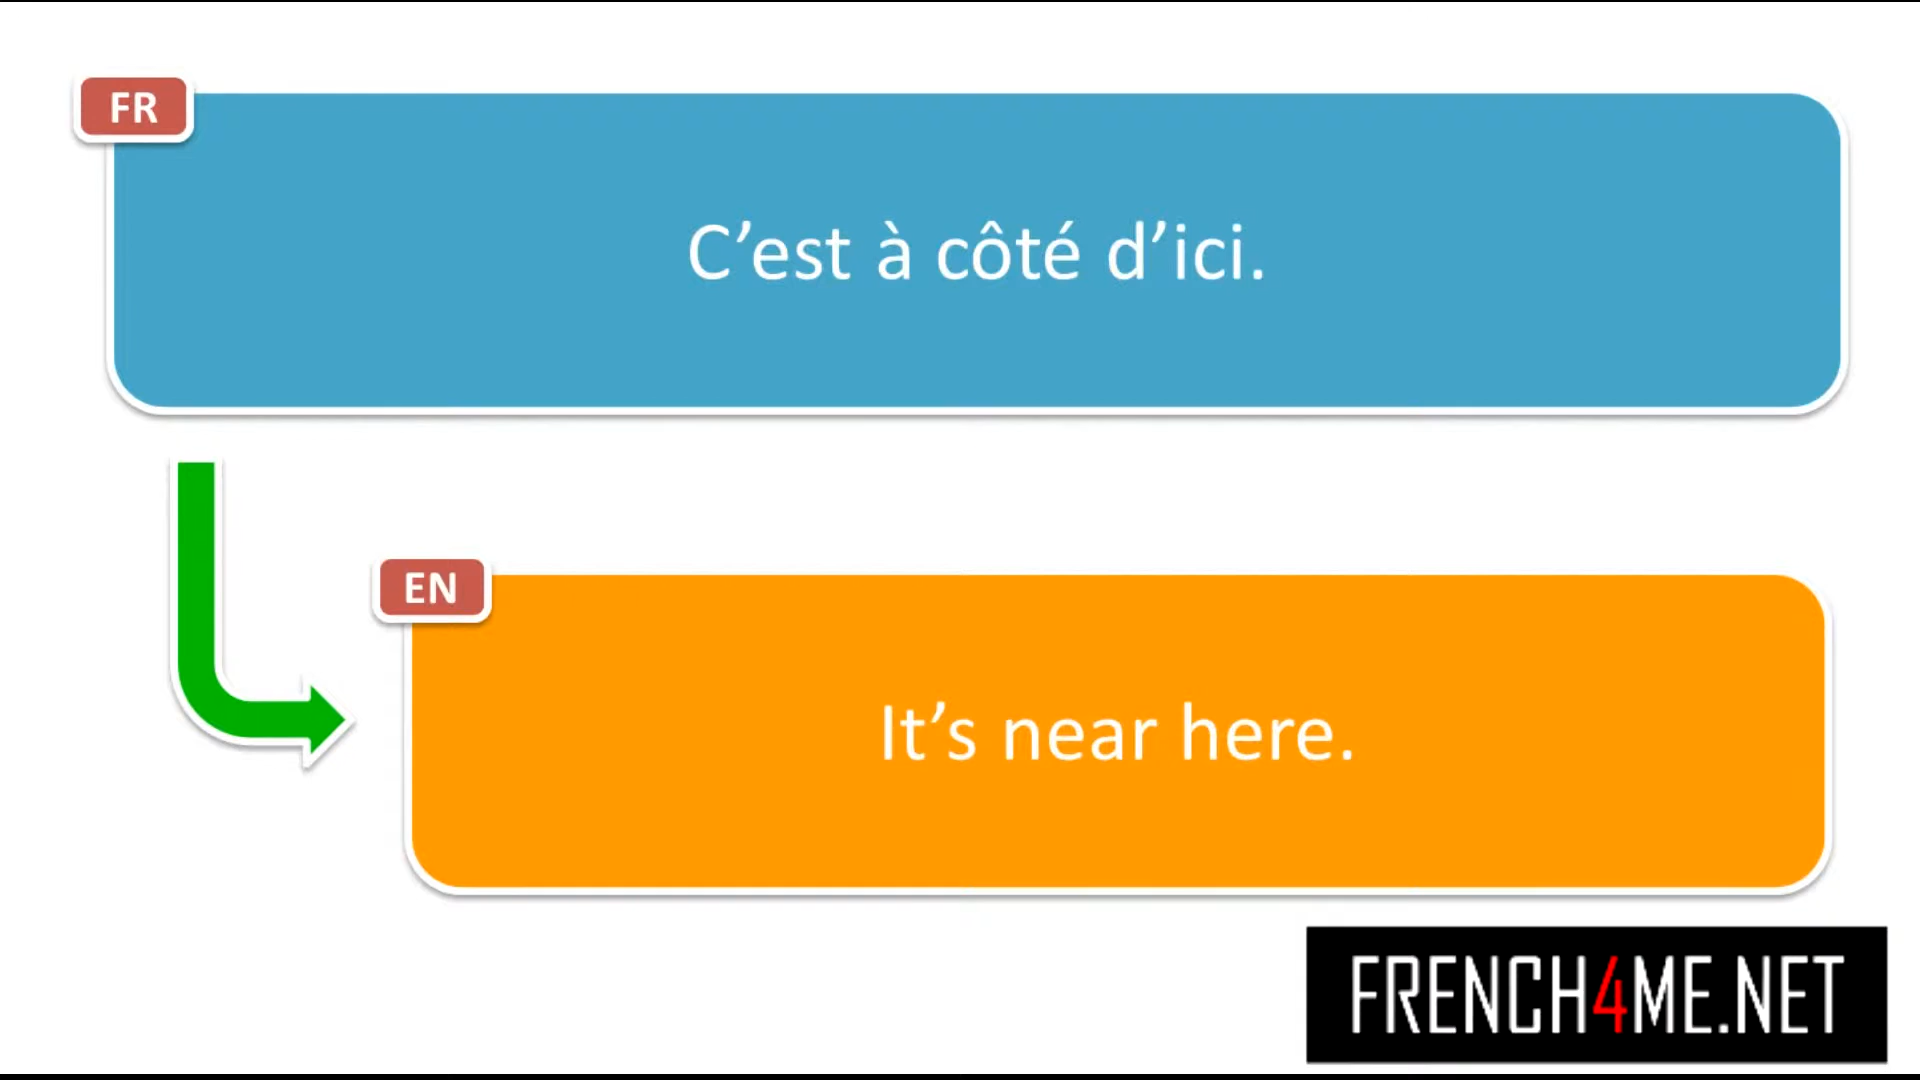 FR
C’est à côté d’ici.
EN
It’s near here.
FRENCH4ME.NET